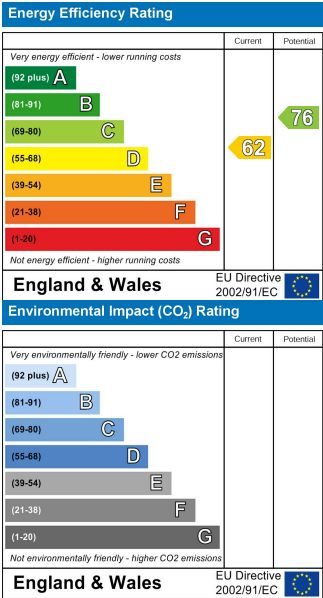 Energy Efficiency Rating
Current Potential
Very energy efficient - lower running costs
(92 plus) A
(81-91) B
(69-80) C
(55-68) D
(39-54) E
(21-38) F
(1-20) G
62
76
Not energy efficient - higher running costs
England & Wales
EU Directive
2002/91/EC
Environmental Impact (CO₂) Rating
Current Potential
Very environmentally friendly - lower CO2 emissions
(92 plus) A
(81-91) B
(69-80) C
(55-68) D
(39-54) E
(21-38) F
(1-20) G
Not environmentally friendly - higher CO2 emissions
England & Wales
EU Directive
2002/91/EC